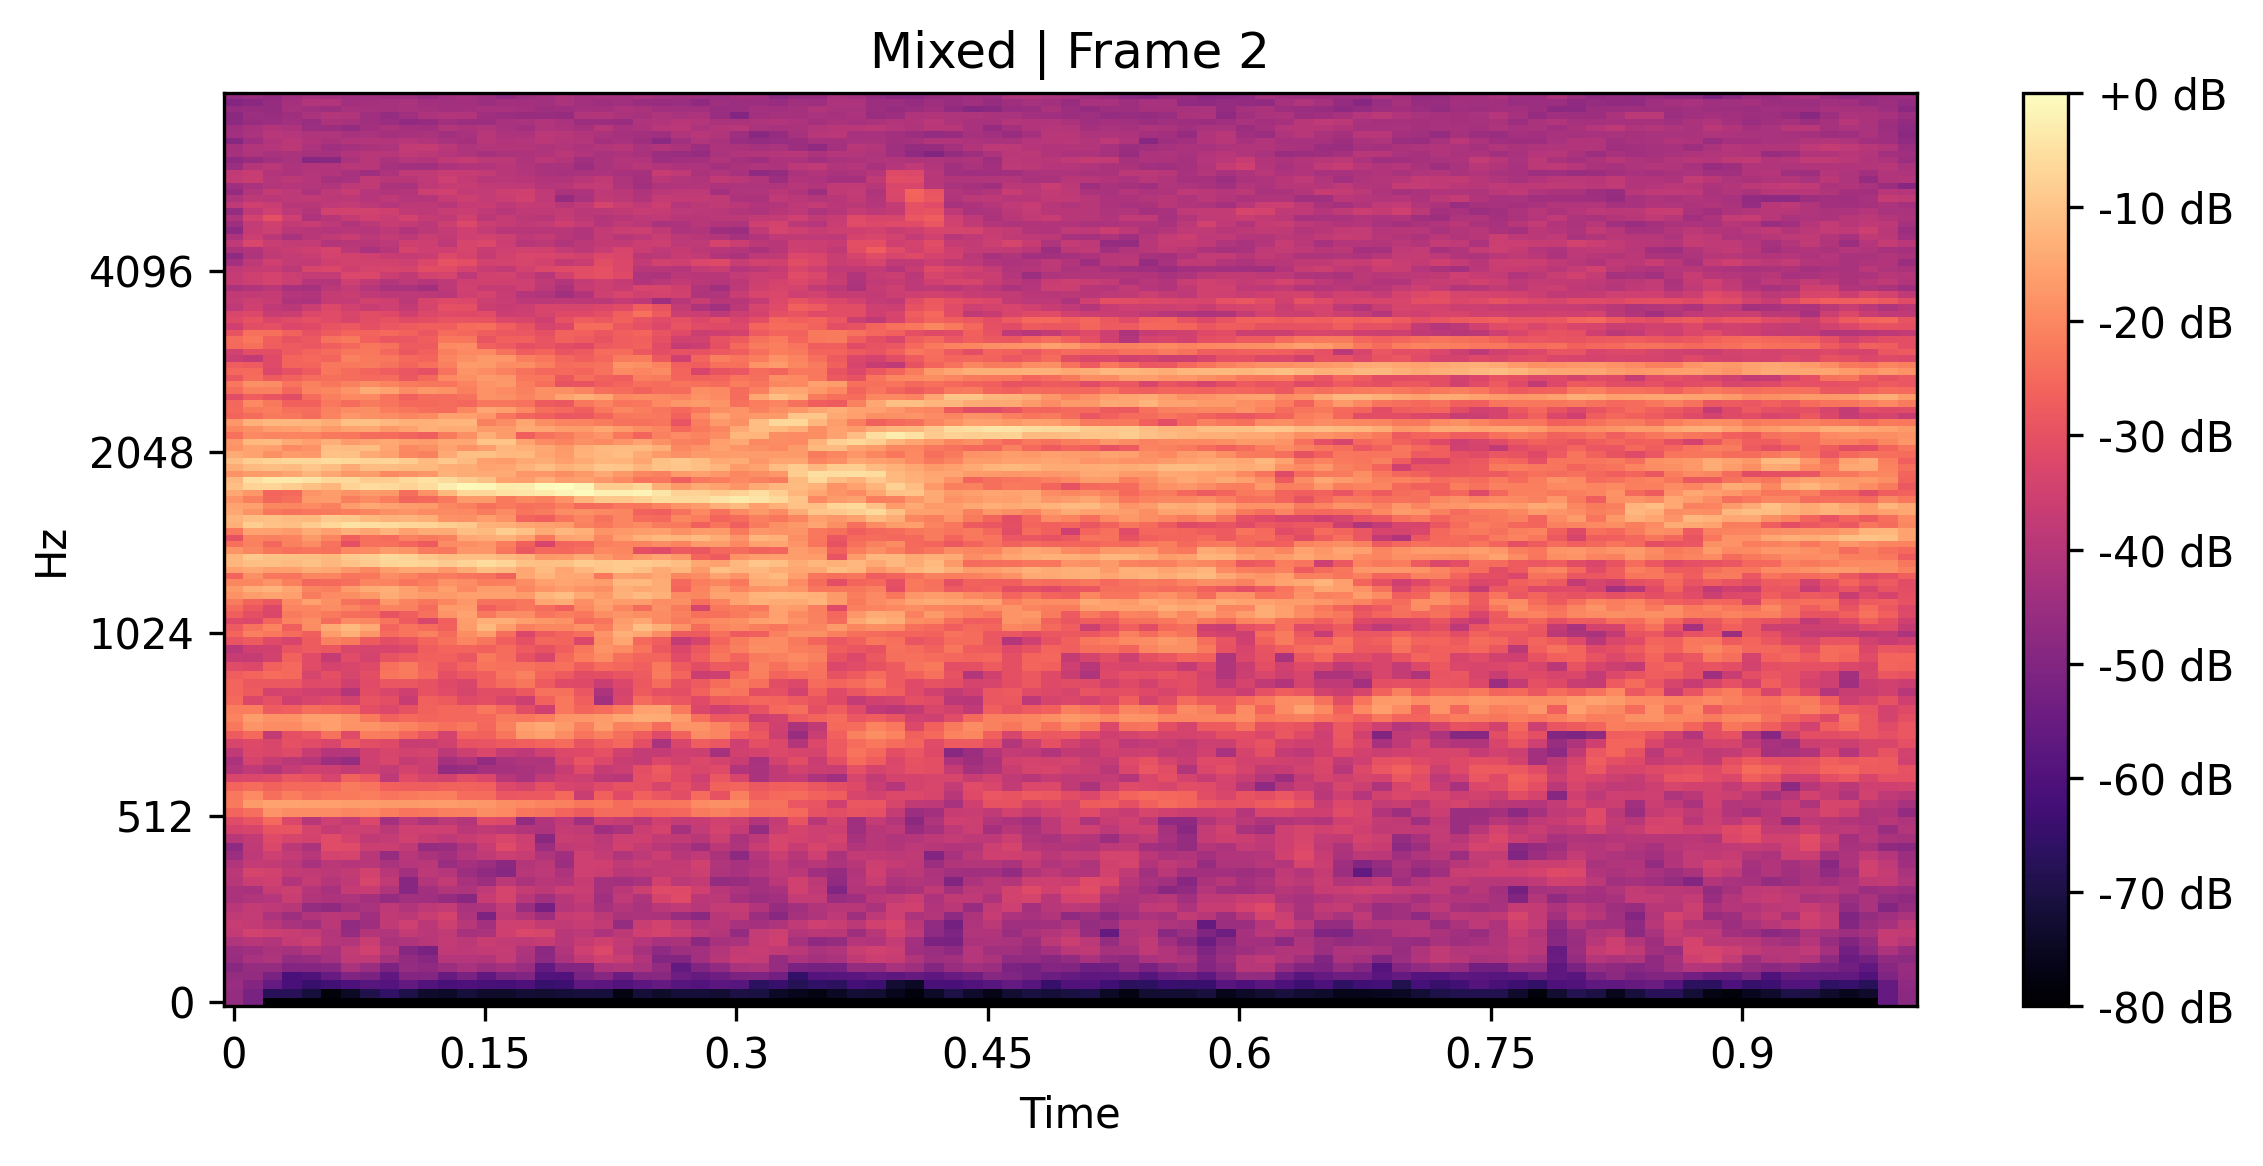 Mixed | Frame 2
+0 dB
-10 dB
-20 dB
-30 dB
-40 dB
-50 dB
-60 dB
-70 dB
-80 dB
Hz
4096
2048
1024
512
0
0 0.15 0.3 0.45 0.6 0.75 0.9
Time